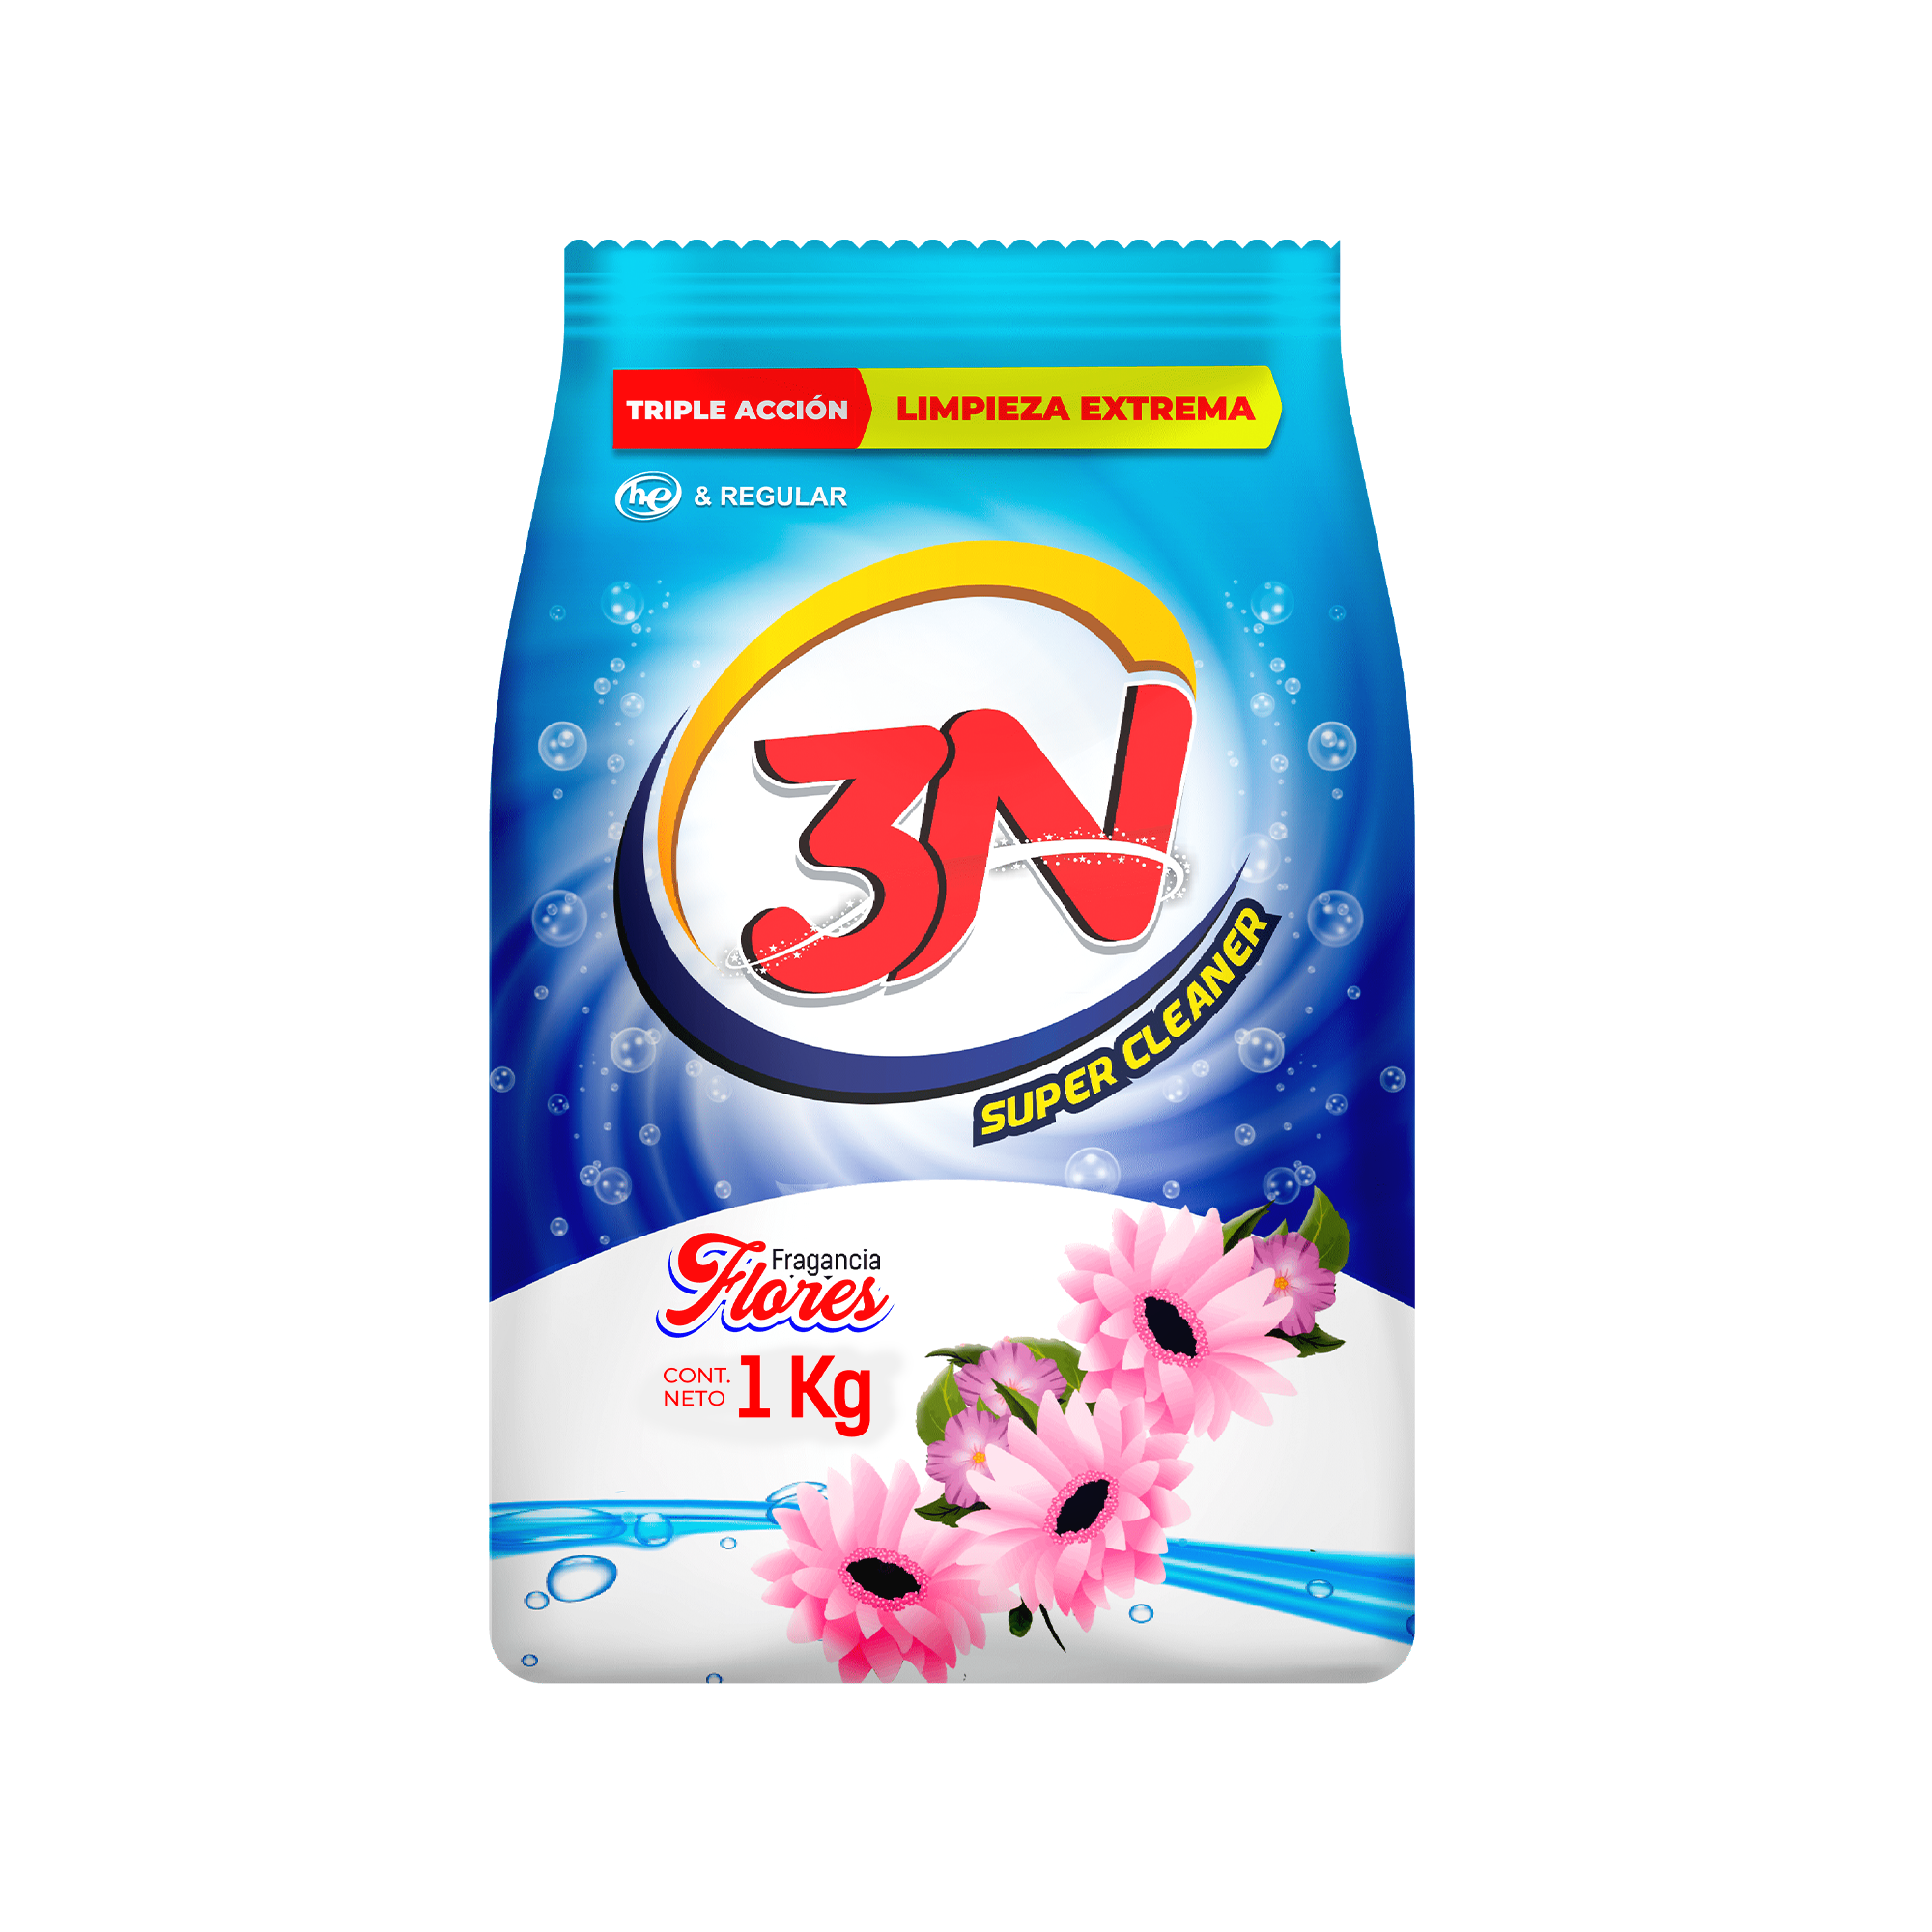 TRIPLE ACCIÓN LIMPIEZA EXTREMA
he & REGULAR
3N
SUPER CLEANER
Fragancia
Flores
CONT. NETO 1 Kg